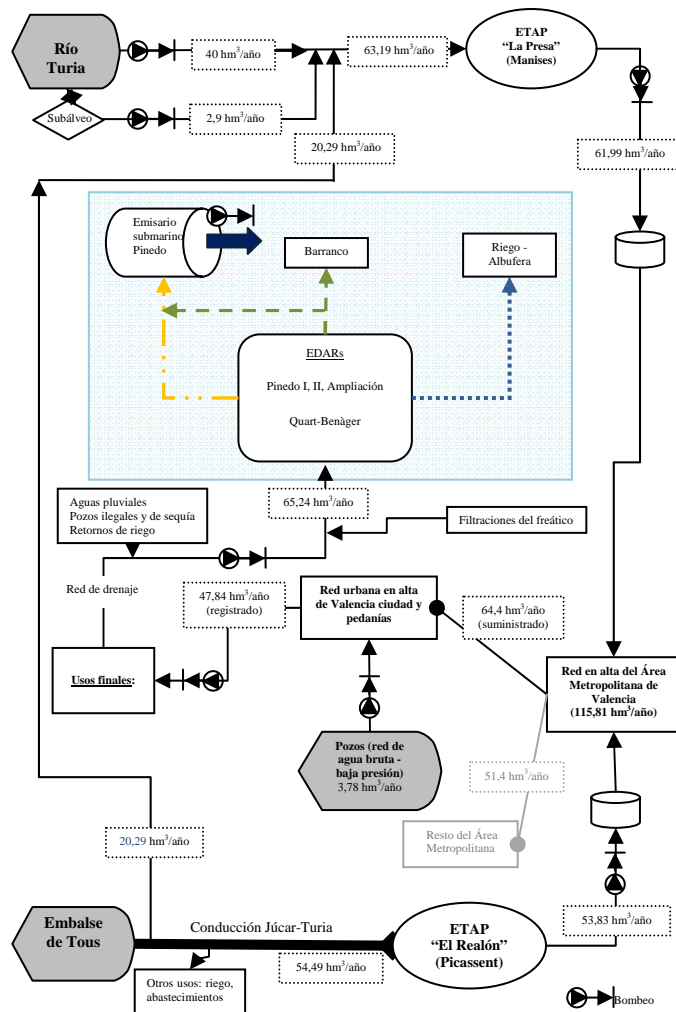 Río
Turia
40 hm³/año
63,19 hm³/año
ETAP
“La Presa”
(Manises)
Subálveo
2,9 hm³/año
20,29 hm³/año
61,99 hm³/año
Emisario
submarino
Pinedo
Barranco
Riego -
Albufera
EDARs
Pinedo I, II, Ampliación
Quart-Benàger
65,24 hm³/año
Aguas pluviales
Pozos ilegales y de sequía
Retornos de riego
Filtraciones del freático
Red de drenaje
47,84 hm³/año
(registrado)
Red urbana en alta
de Valencia ciudad y
pedanías
64,4 hm³/año
(suministrado)
Usos finales:
Red en alta del Área
Metropolitana de
Valencia
(115,81 hm³/año)
Pozos (red de
agua bruta -
baja presión)
3,78 hm³/año
51,4 hm³/año
Resto del Área
Metropolitana
20,29 hm³/año
Embalse
de Tous
Conducción Júcar-Turia
54,49 hm³/año
ETAP
“El Realón”
(Picassent)
53,83 hm³/año
Otros usos: riego,
abastecimientos
Bombeo